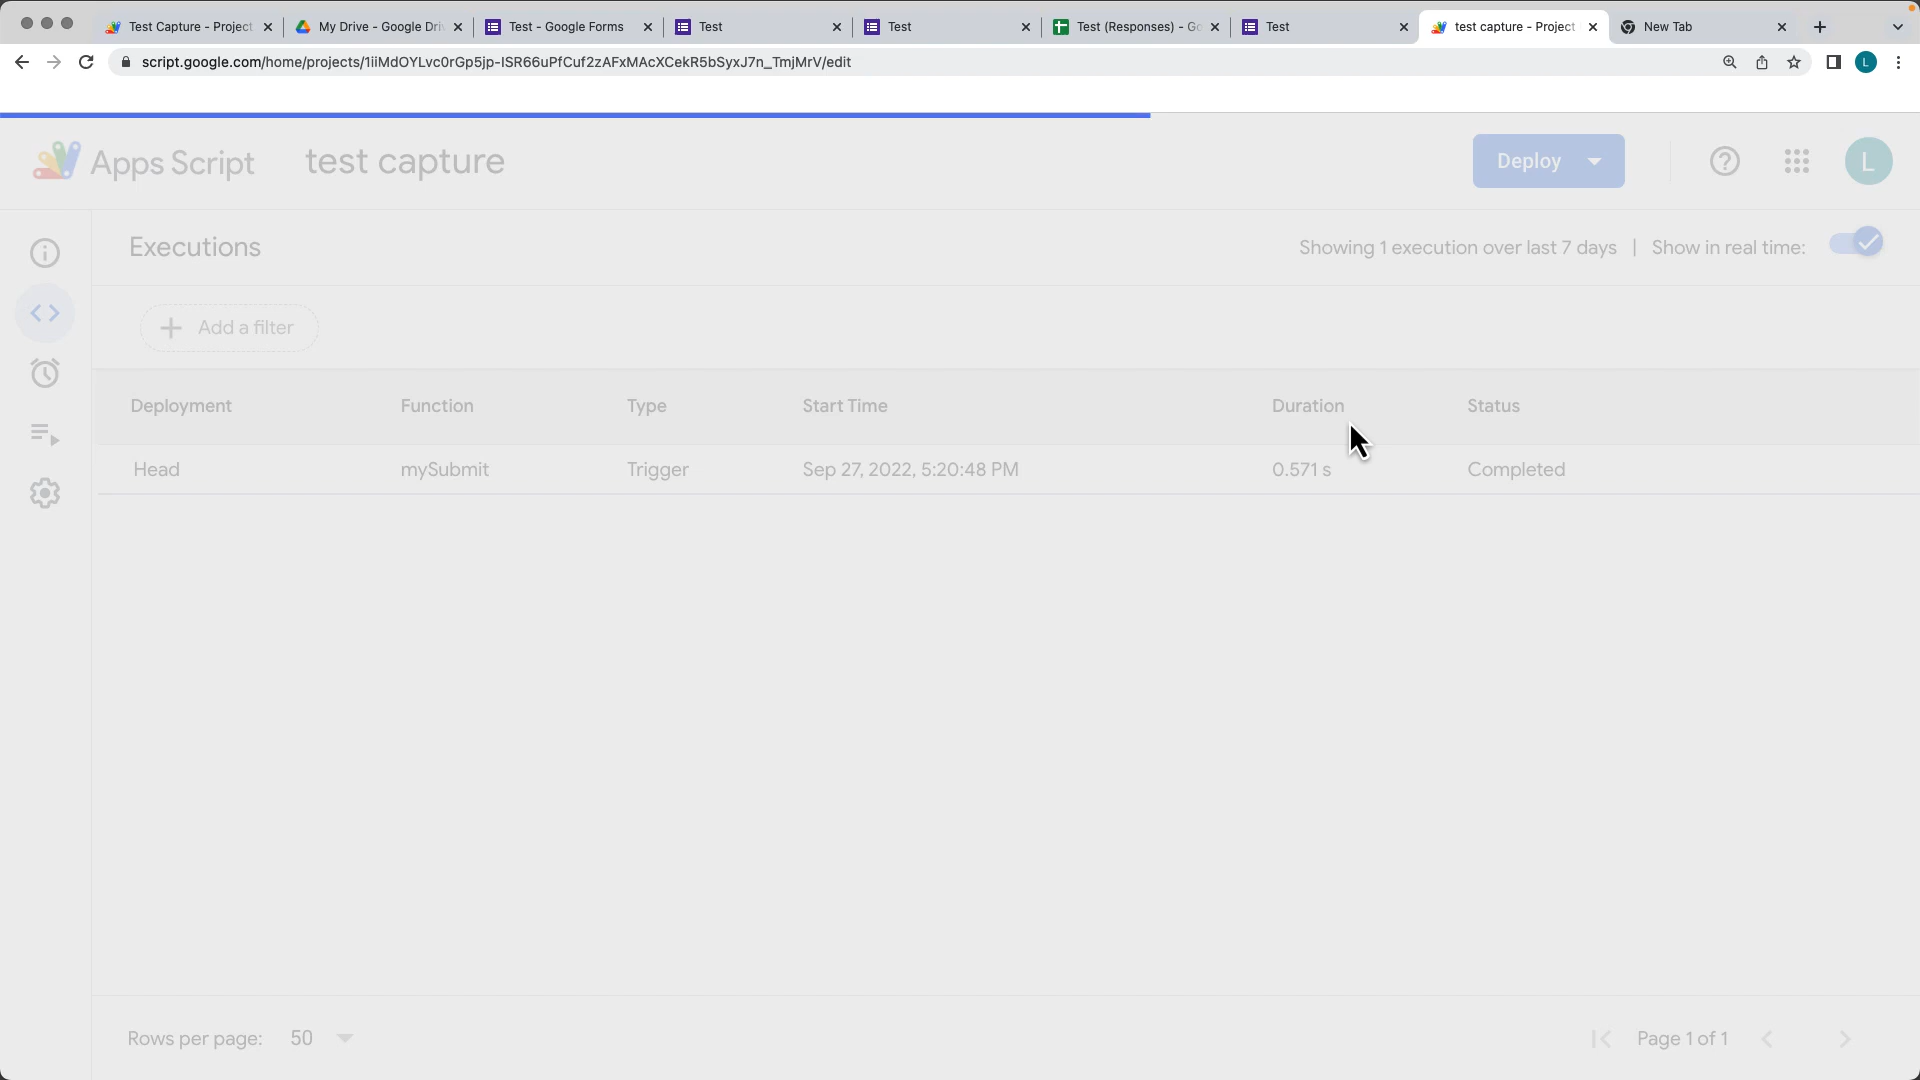 Test Capture - Project
My Drive - Google Dri
Test - Google Forms
Test
Test
Test (Responses) - Go
Test
test capture - Project
New Tab
script.google.com/home/projects/1iiMdOYLvc0rGp5jp-ISR66uPfCuf2zAFxMAcXCekR5bSyxJ7n_TmjMrV/edit
L
Apps Script
test capture
Deploy
L
Executions
Showing 1 execution over last 7 days | Show in real time:
Add a filter
Deployment Function Type Start Time Duration Status
Head mySubmit Trigger Sep 27, 2022, 5:20:48 PM 0.571 s Completed
Rows per page: 50
Page 1 of 1